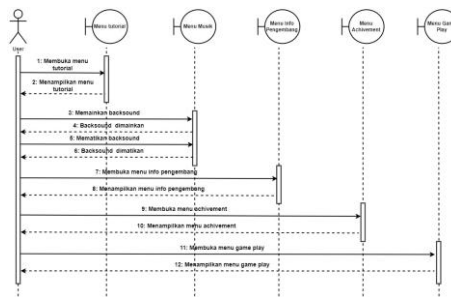 Menu tutorial
Menu Musik
Menu Info
Pengembang
Menu Achivement
Menu Game
Play
User
1: Membuka menu
tutorial
2: Menampilkan menu
tutorial
3: Memainkan backsound
4: Backsound dimainkan
5: Mematikan backsound
6: Backsound dimatikan
7: Membuka menu info pengembang
8: Menampilkan menu info pengembang
9: Membuka menu achivement
10: Menampilkan menu achivement
11: Membuka menu game play
12: Menampilkan menu game play